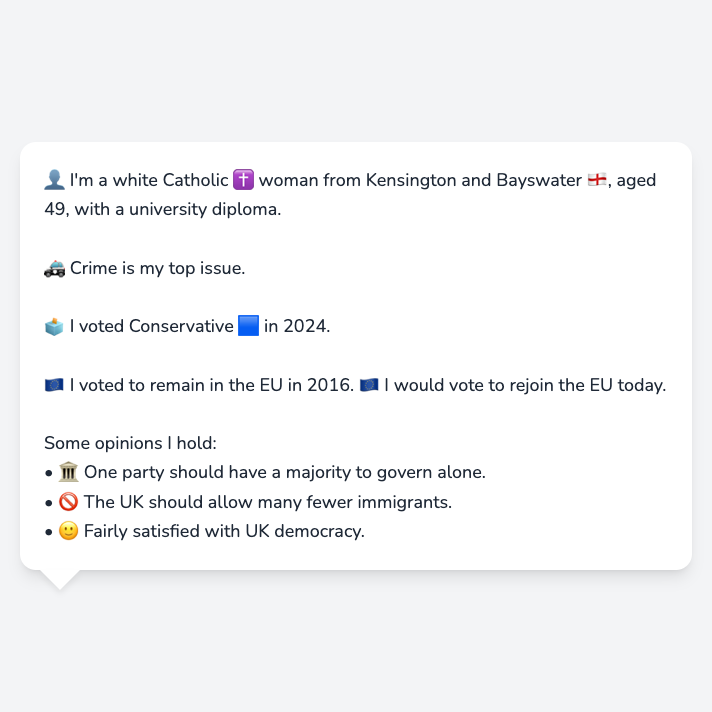 👤 I'm a white Catholic ✝️ woman from Kensington and Bayswater 🏴󠁧󠁢󠁥󠁮󠁧󠁿, aged
49, with a university diploma.
🚓 Crime is my top issue.
🗳️ I voted Conservative 🟦 in 2024.
🇪🇺 I voted to remain in the EU in 2016. 🇪🇺 I would vote to rejoin the EU today.
Some opinions I hold:
• 🏛️ One party should have a majority to govern alone.
• 🚫 The UK should allow many fewer immigrants.
• 🙂 Fairly satisfied with UK democracy.